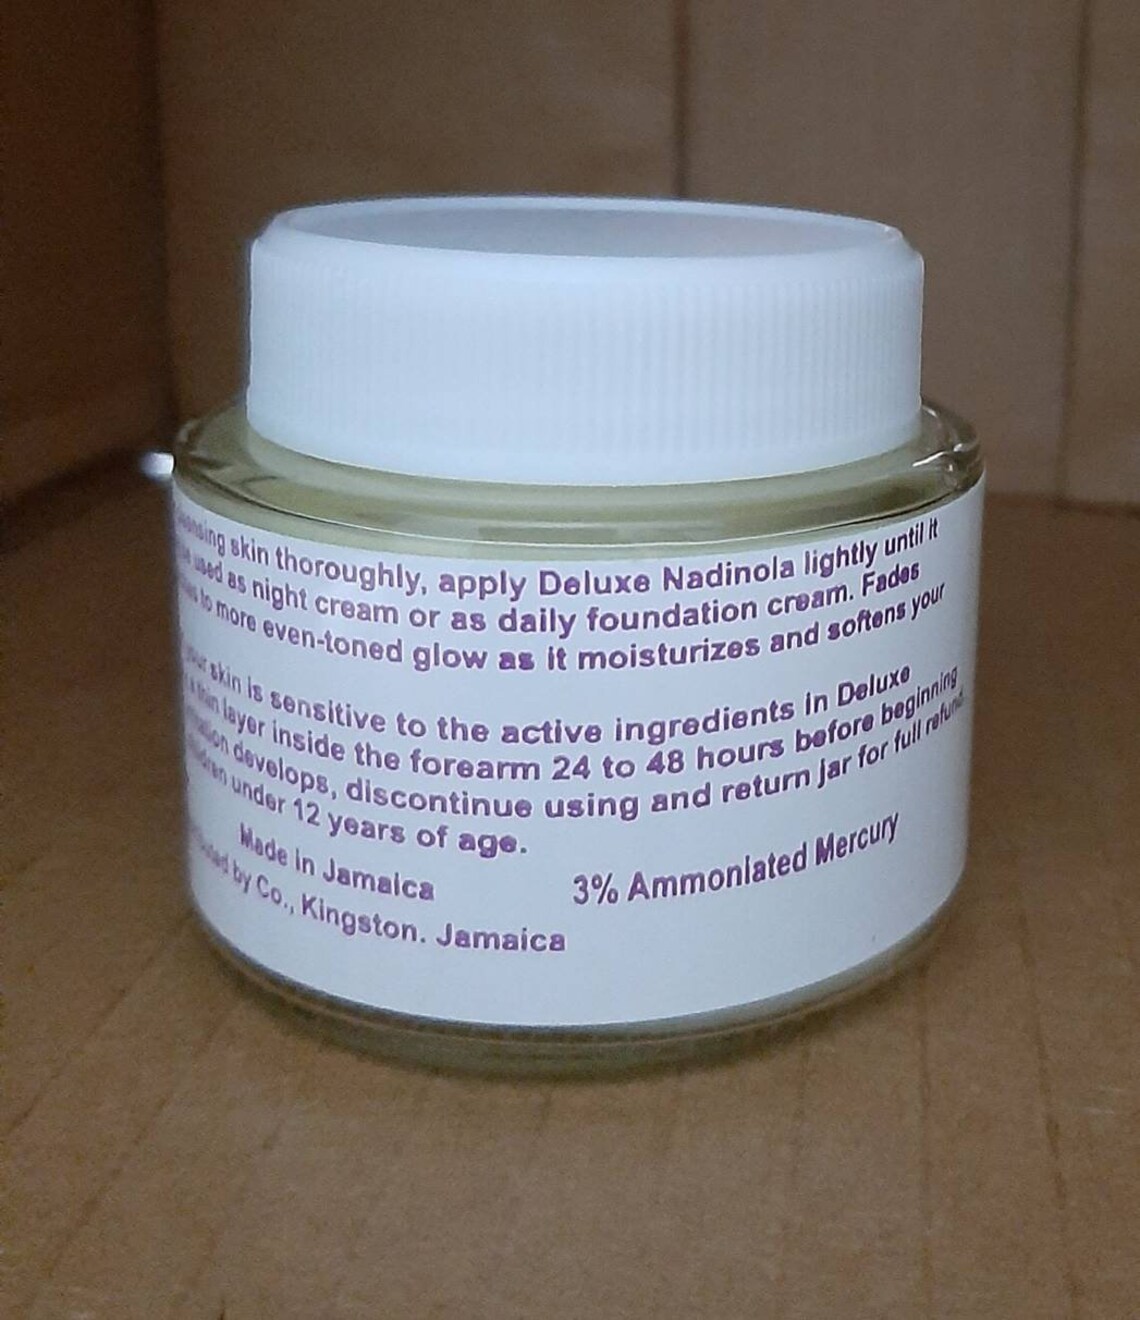 skin thoroughly, apply Deluxe Nadinola lightly until it
used as night cream or as daily foundation cream. Fades
to more even-toned glow as it moisturizes and softens your
your skin is sensitive to the active ingredients in Deluxe
a thin layer inside the forearm 24 to 48 hours before beginning
develops, discontinue using and return jar for full refund.
under 12 years of age.
Made in Jamaica
3% Ammoniated Mercury
by Co., Kingston. Jamaica